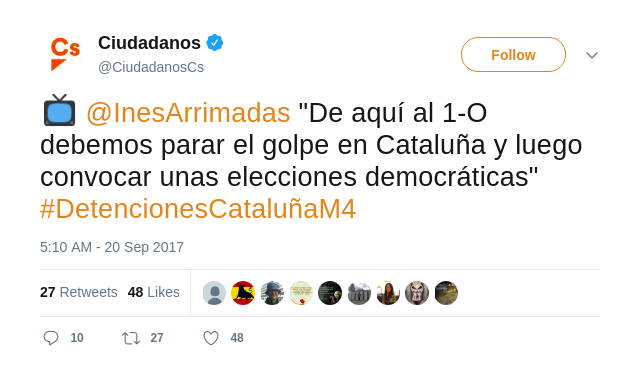 Cs
Ciudadanos
@CiudadanosCs
Follow
@InesArrimadas "De aquí al 1-O
debemos parar el golpe en Cataluña y luego
convocar unas elecciones democráticas"
#DetencionesCataluñaM4
5:10 AM - 20 Sep 2017
27 Retweets 48 Likes
10 27 48